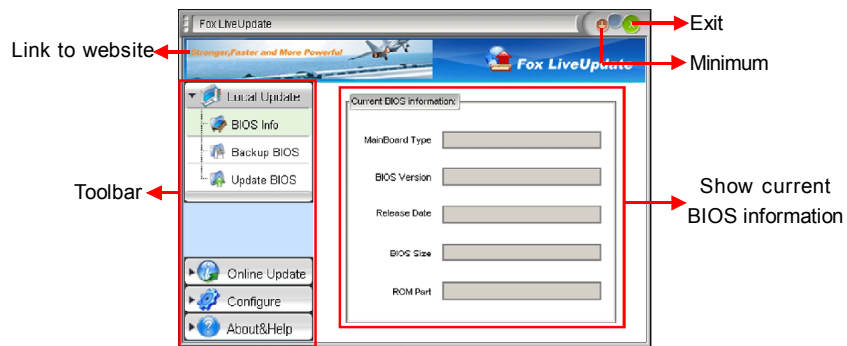 Fox LiveUpdate
Exit
Link to website
Stronger,Faster and More Powerful
Fox LiveUpdate
Minimum
Local Update
BIOS Info
Backup BIOS
Update BIOS
Toolbar
Online Update
Configure
About&Help
Current BIOS information:
MainBoard Type
BIOS Version
Release Date
BIOS Size
ROM Part
Show current
BIOS information